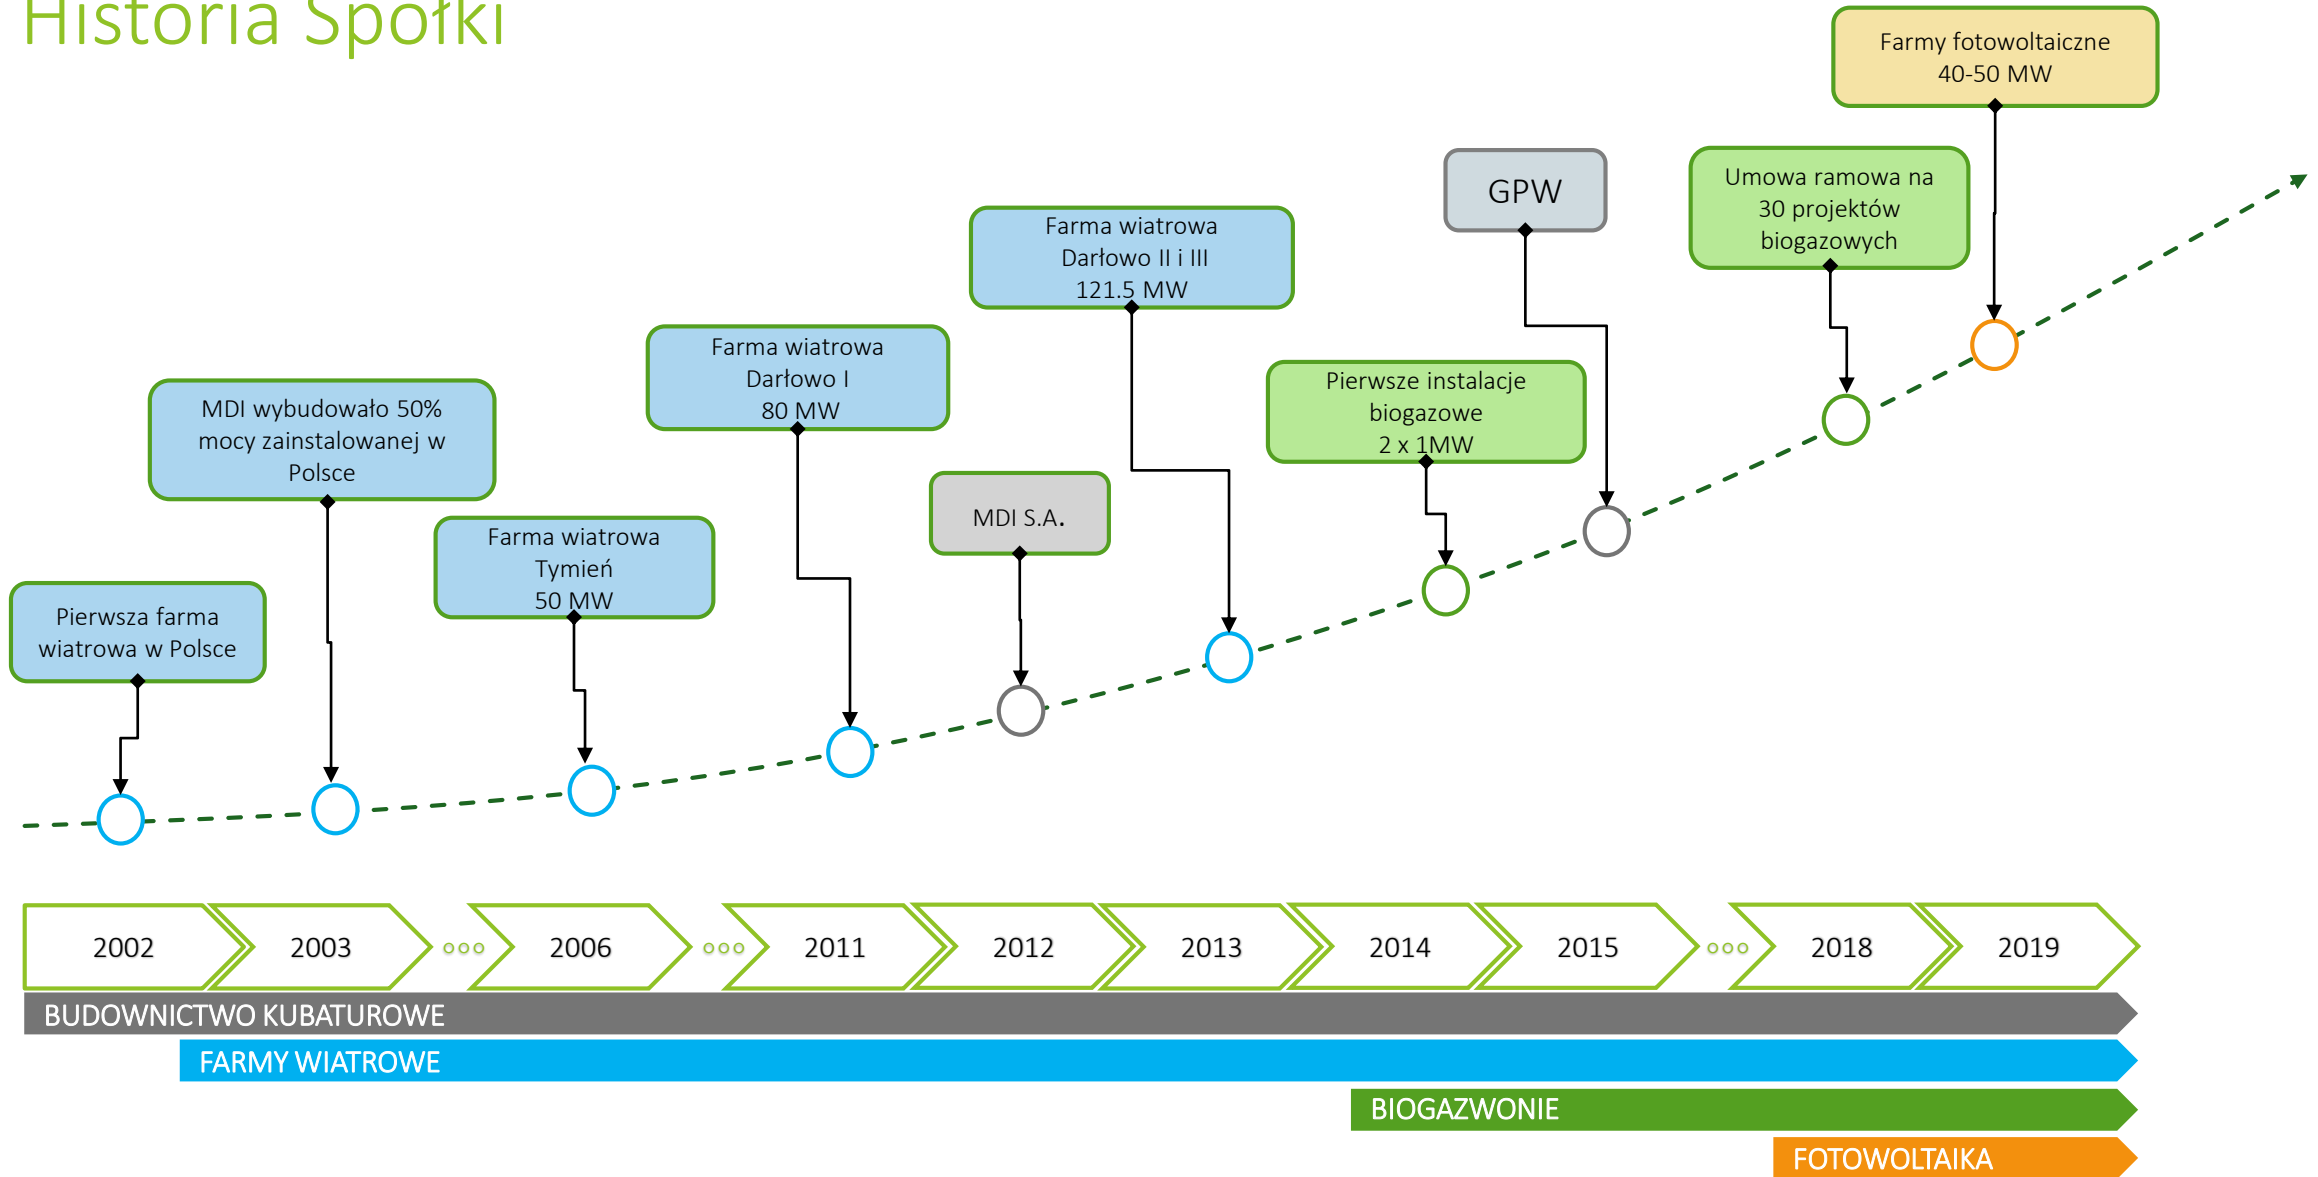 Historia Spółki
Farmy fotowoltaiczne
40-50 MW
GPW
Umowa ramowa na
30 projektów
biogazowych
Farma wiatrowa
Darłowo II i III
121.5 MW
Farma wiatrowa
Darłowo I
80 MW
Pierwsze instalacje
biogazowe
2 x 1MW
MDI wybudowało 50%
mocy zainstalowanej w
Polsce
MDI S.A.
Farma wiatrowa
Tymień
50 MW
Pierwsza farma
wiatrowa w Polsce
2002
2003
2006
2011
2012
2013
2014
2015
2018
2019
BUDOWNICTWO KUBATUROWE
FARMY WIATROWE
BIOGAZWONIE
FOTOWOLTAIKA